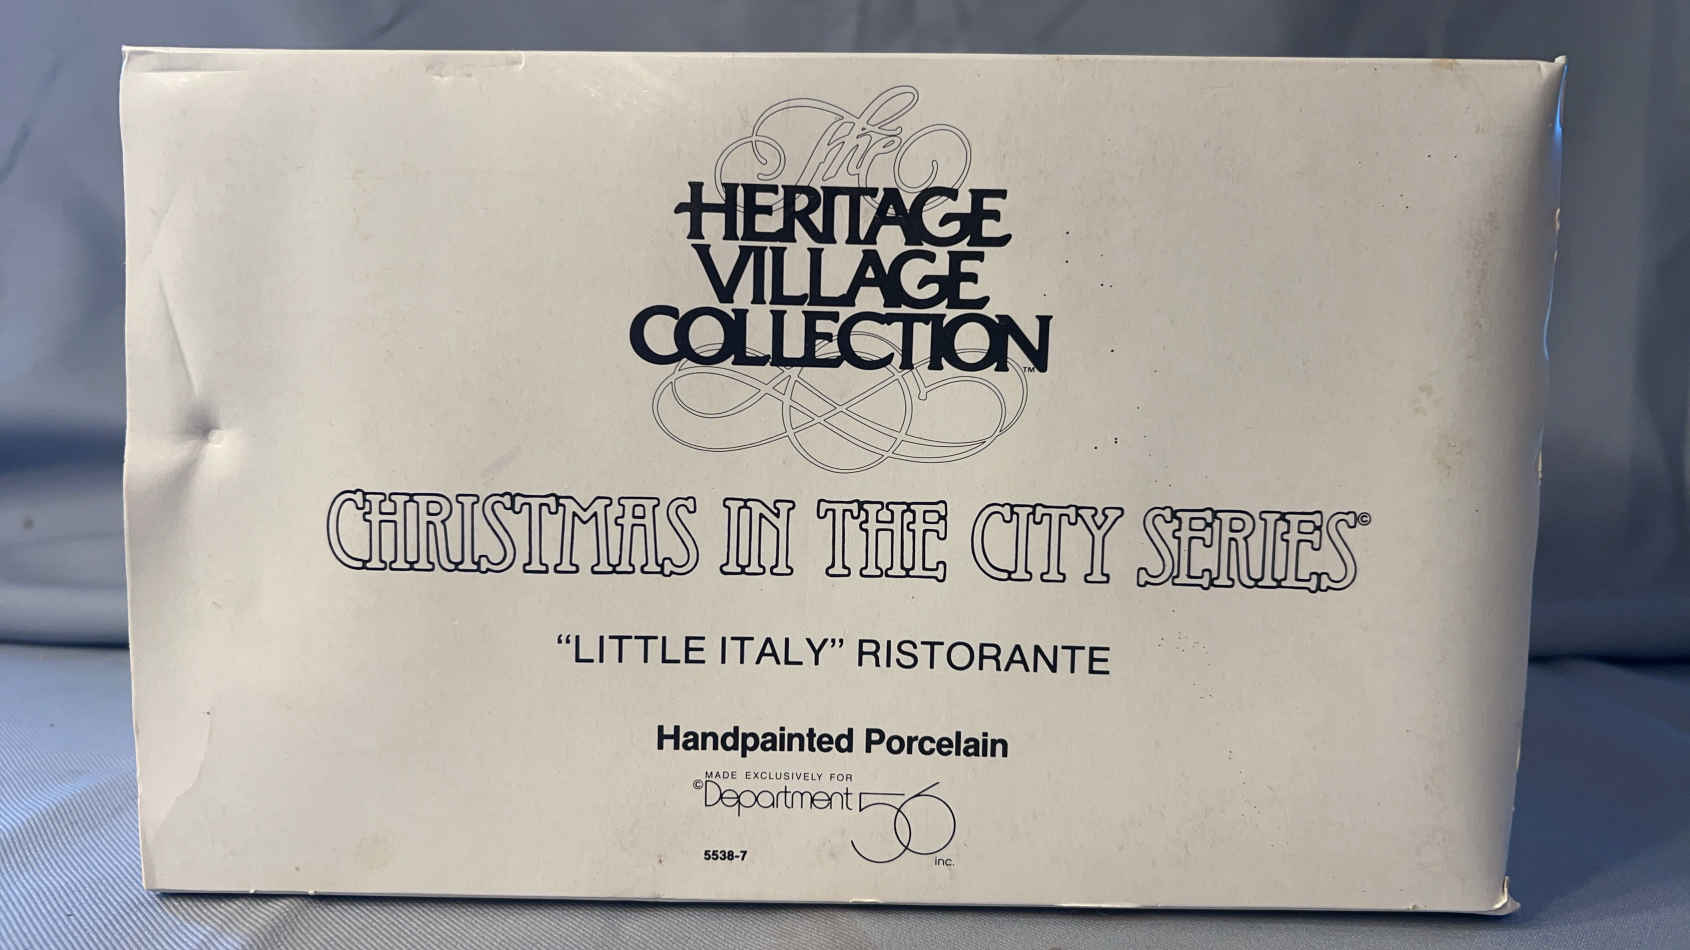 The
HERITAGE
VILLAGE
COLLECTION™
CHRISTMAS IN THE CITY SERIES©
“LITTLE ITALY” RISTORANTE
Handpainted Porcelain
MADE EXCLUSIVELY FOR
©Department 56
inc.
5538-7